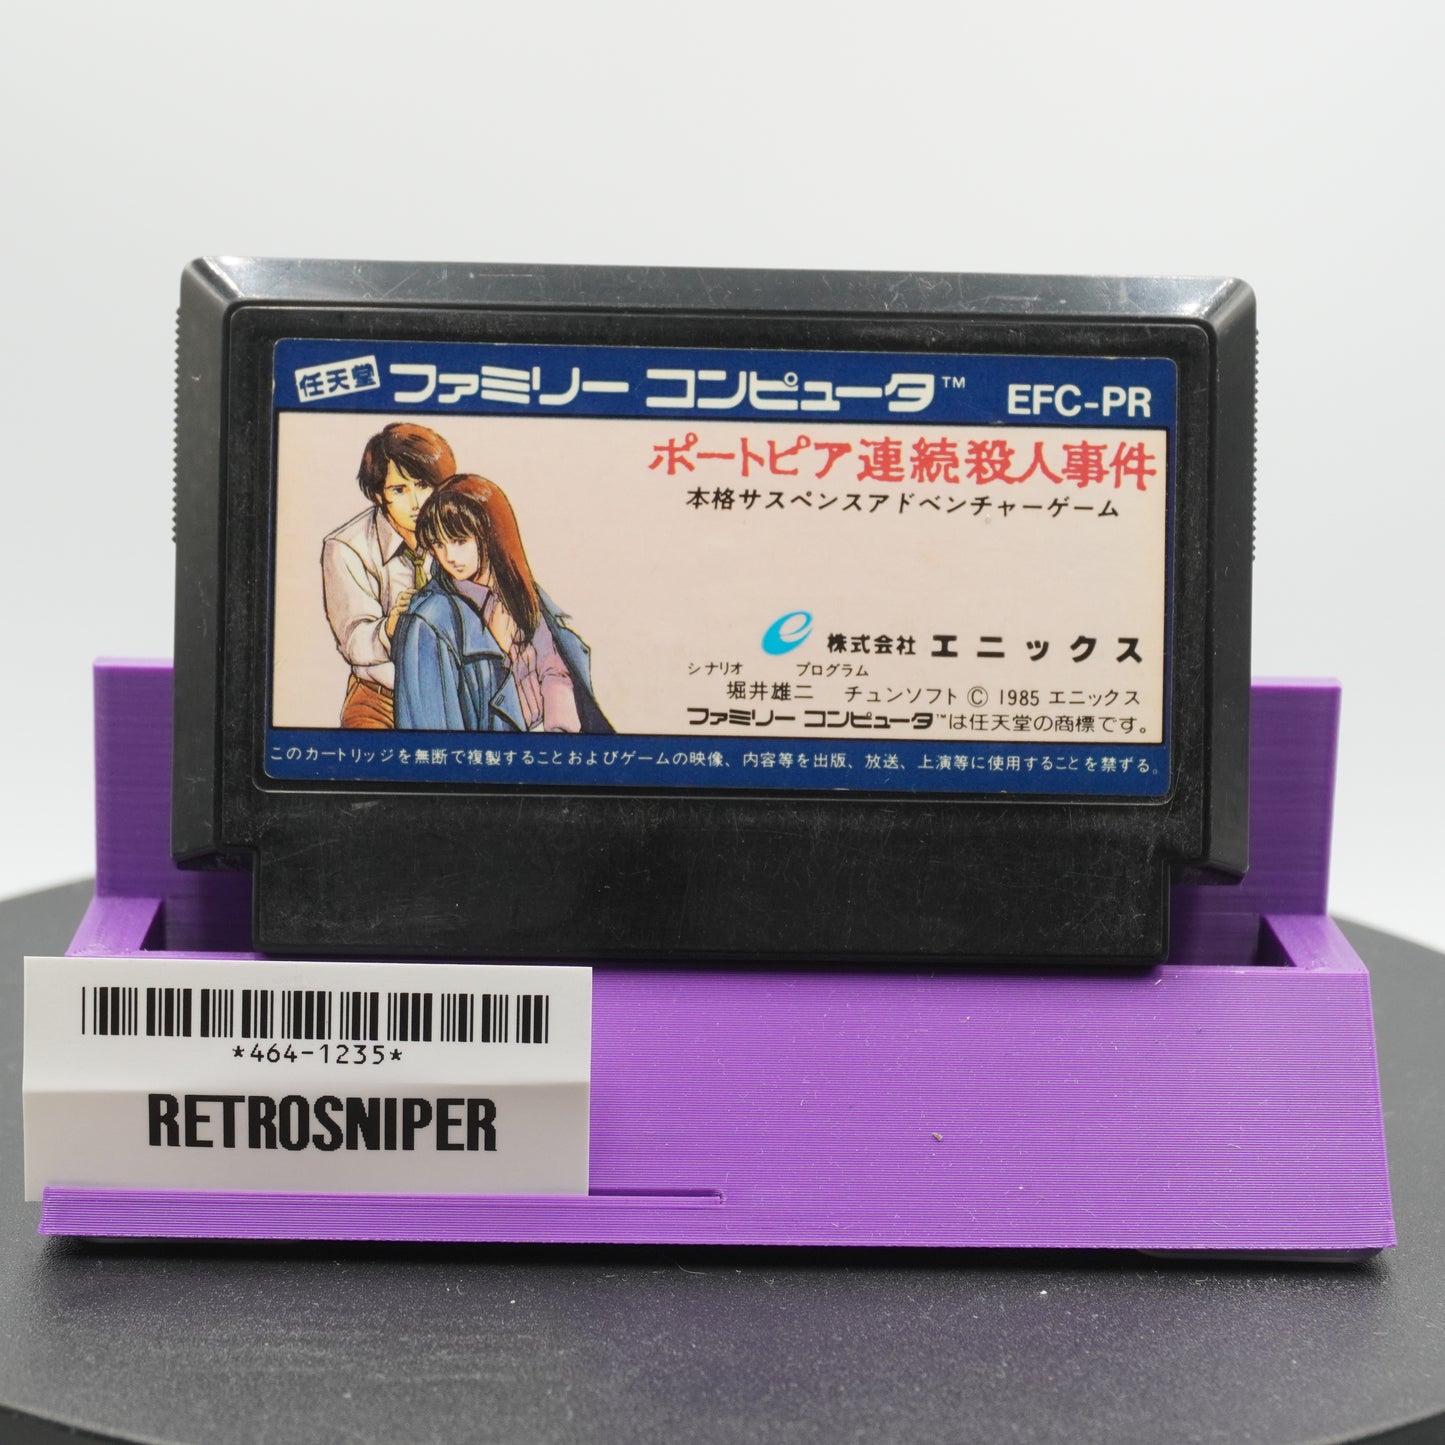 任天堂 ファミリー コンピュータ™ EFC-PR
ポートピア連続殺人事件
本格サスペンスアドベンチャーゲーム
e 株式会社 エニックス
シナリオ プログラム
堀井雄二 チュンソフト © 1985 エニックス
ファミリー コンピュータ™は任天堂の商標です。
このカートリッジを無断で複製することおよびゲームの映像、内容等を出版、放送、上演等に使用することを禁ずる。
*464-1235*
RETROSNIPER